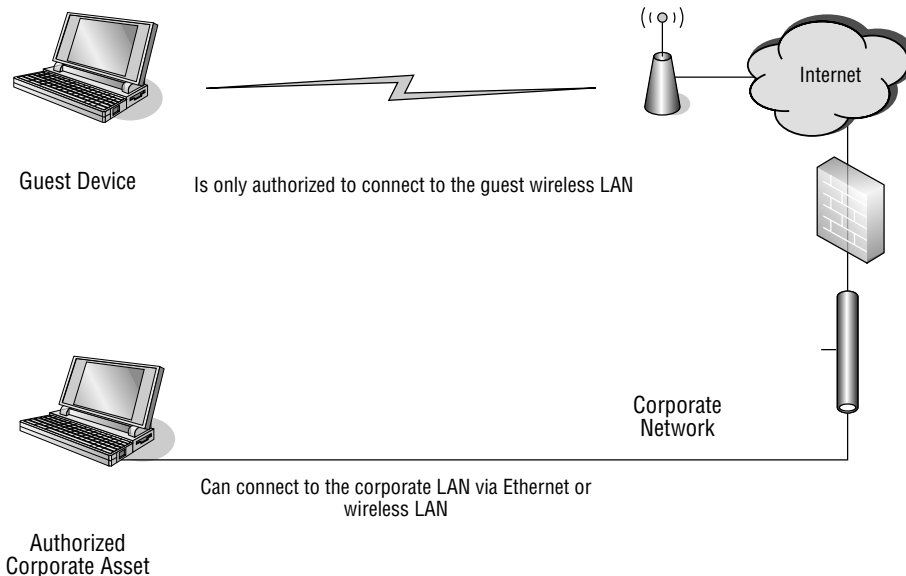 Internet
Guest Device
Is only authorized to connect to the guest wireless LAN
Corporate
Network
Can connect to the corporate LAN via Ethernet or
wireless LAN
Authorized
Corporate Asset